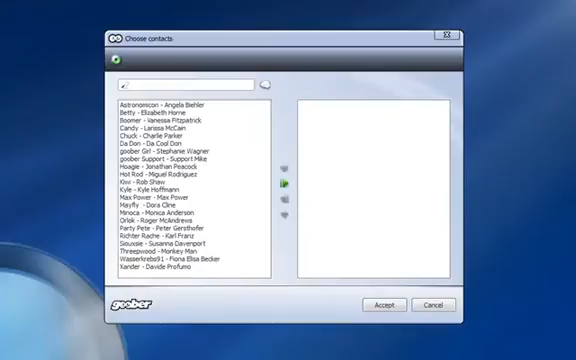 Choose contacts
Astronomicon - Angela Biehler
Betty - Elizabeth Horne
Boomer - Vanessa Fitzpatrick
Candy - Larissa McCain
Chuck - Charlie Parker
Da Don - Da Cool Don
goober Girl - Stephanie Wagner
goober Support - Support Mike
Hoagie - Jonathan Peacock
Hot Rod - Miguel Rodriguez
Kiwi - Rob Shaw
Kyle - Kyle Hoffmann
Max Power - Max Power
Mayfly - Dora Cline
Minoca - Monica Anderson
Orlok - Roger McAndrews
Party Pete - Peter Gersthofer
Richter Rache - Karl Franz
Siouxsie - Susanna Davenport
Threepwood - Monkey Man
Wasserkrebs91 - Fiona Elisa Becker
Xander - Davide Profumo
goober
Accept
Cancel